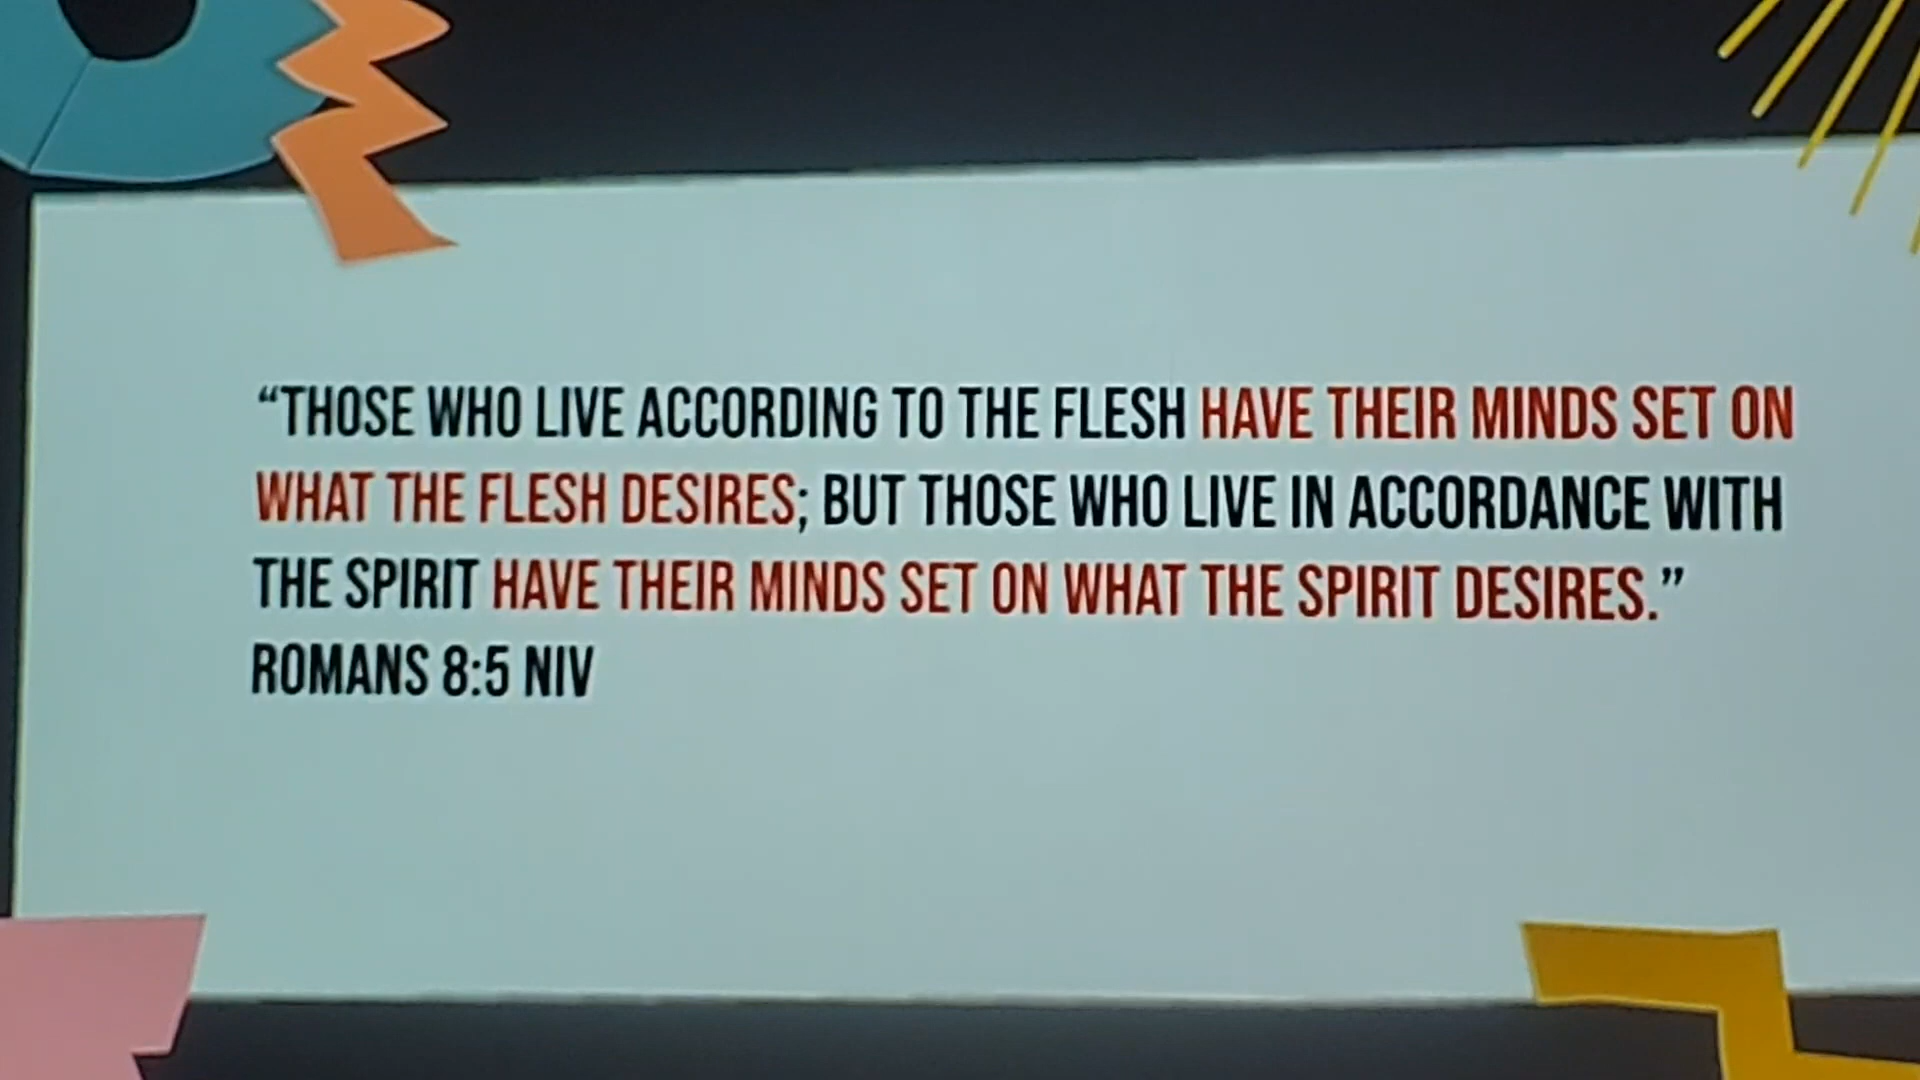 “THOSE WHO LIVE ACCORDING TO THE FLESH HAVE THEIR MINDS SET ON
WHAT THE FLESH DESIRES; BUT THOSE WHO LIVE IN ACCORDANCE WITH
THE SPIRIT HAVE THEIR MINDS SET ON WHAT THE SPIRIT DESIRES.”
ROMANS 8:5 NIV